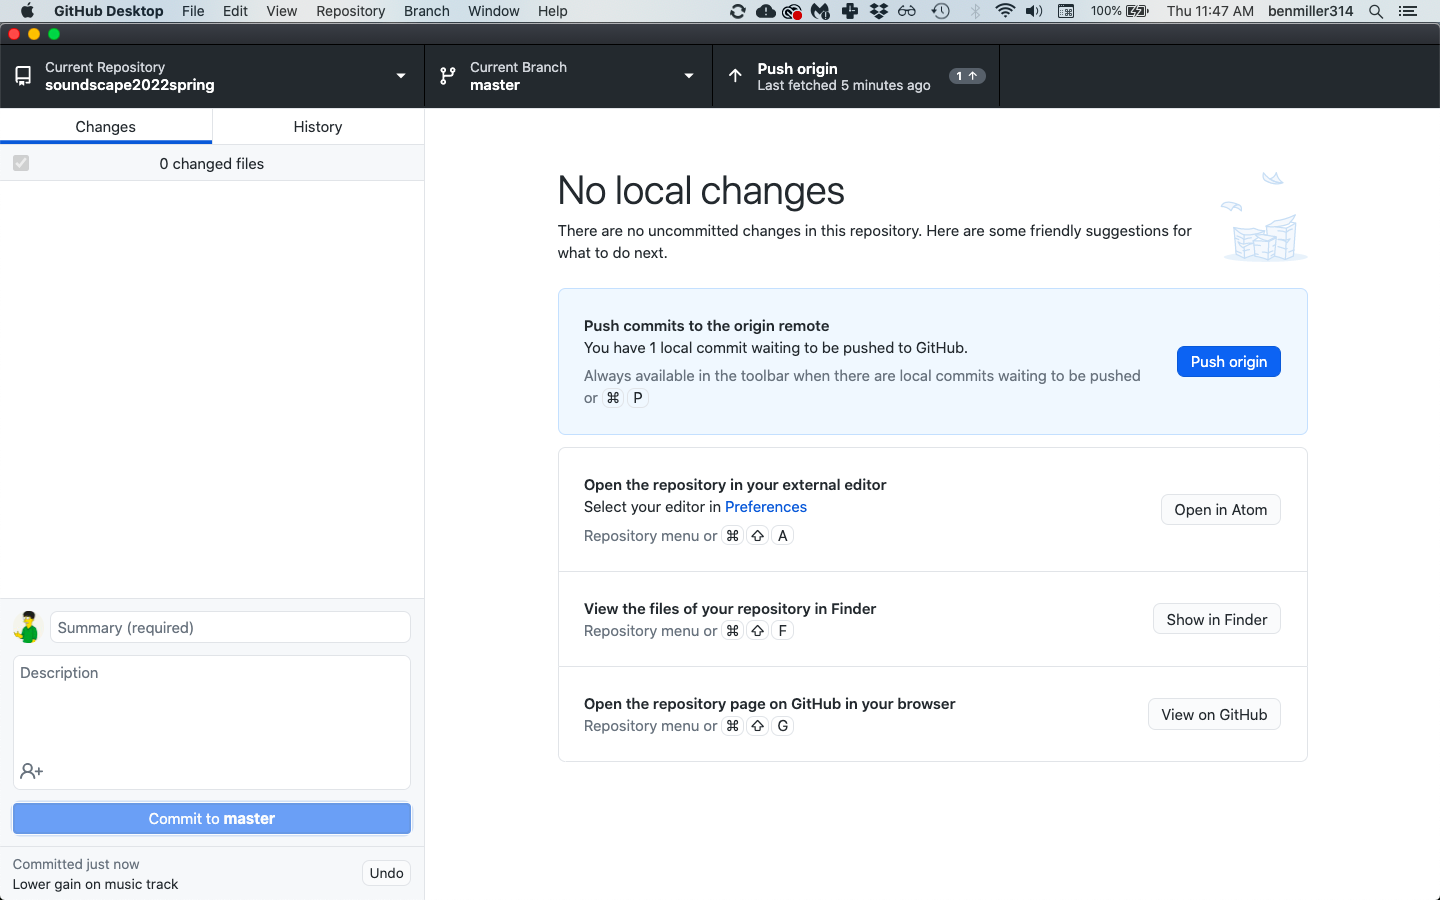 GitHub Desktop File Edit View Repository Branch Window Help 100% Thu 11:47 AM benmiller314
Current Repository
soundscape2022spring
Current Branch
master
Push origin
Last fetched 5 minutes ago
1
Changes
History
0 changed files
No local changes
There are no uncommitted changes in this repository. Here are some friendly suggestions for
what to do next.
Push commits to the origin remote
You have 1 local commit waiting to be pushed to GitHub.
Always available in the toolbar when there are local commits waiting to be pushed
or ⌘ P
Push origin
Open the repository in your external editor
Select your editor in Preferences
Repository menu or ⌘ ⇧ A
Open in Atom
View the files of your repository in Finder
Repository menu or ⌘ ⇧ F
Show in Finder
Open the repository page on GitHub in your browser
Repository menu or ⌘ ⇧ G
View on GitHub
Summary (required)
Description
Commit to master
Committed just now
Lower gain on music track
Undo